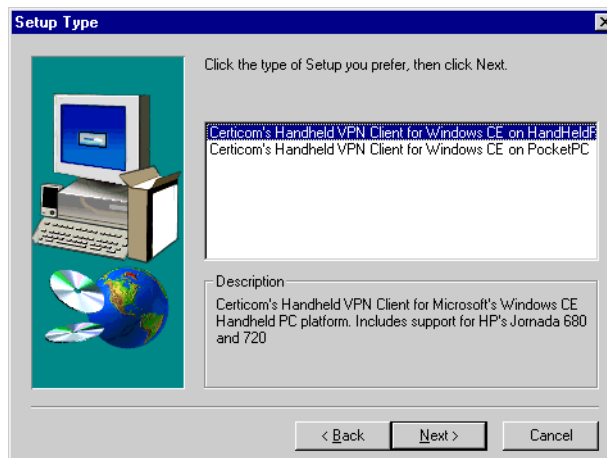 Setup Type
Click the type of Setup you prefer, then click Next.
Certicom's Handheld VPN Client for Windows CE on HandHeldP
Certicom's Handheld VPN Client for Windows CE on PocketPC
Description
Certicom's Handheld VPN Client for Microsoft's Windows CE
Handheld PC platform. Includes support for HP's Jornada 680
and 720
< Back
Next >
Cancel